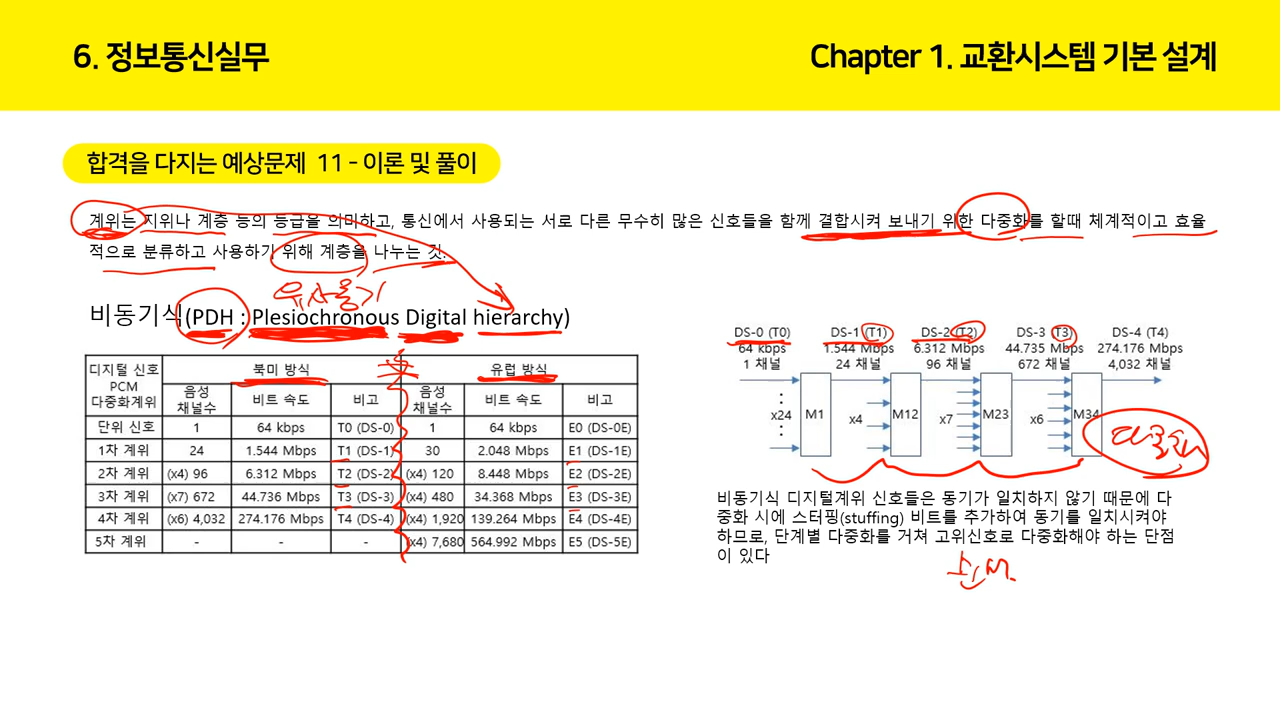 6. 정보통신실무
Chapter 1. 교환시스템 기본 설계
합격을 다지는 예상문제 11 - 이론 및 풀이
계위는 지위나 계층 등의 등급을 의미하고, 통신에서 사용되는 서로 다른 무수히 많은 신호들을 함께 결합시켜 보내기 위한 다중화를 할때 체계적이고 효율
적으로 분류하고 사용하기 위해 계층을 나누는 것.
유사동기
비동기식(PDH : Plesiochronous Digital hierarchy)
디지털 신호 PCM 다중화계위 북미 방식 유럽 방식
음성 채널수 비트 속도 비고 음성 채널수 비트 속도 비고
단위 신호 1 64 kbps T0 (DS-0) 1 64 kbps E0 (DS-0E)
1차 계위 24 1.544 Mbps T1 (DS-1) 30 2.048 Mbps E1 (DS-1E)
2차 계위 (x4) 96 6.312 Mbps T2 (DS-2) (x4) 120 8.448 Mbps E2 (DS-2E)
3차 계위 (x7) 672 44.736 Mbps T3 (DS-3) (x4) 480 34.368 Mbps E3 (DS-3E)
4차 계위 (x6) 4,032 274.176 Mbps T4 (DS-4) (x4) 1,920 139.264 Mbps E4 (DS-4E)
5차 계위 - - - (x4) 7,680 564.992 Mbps E5 (DS-5E)
DS-0 (T0) DS-1 (T1) DS-2 (T2) DS-3 (T3) DS-4 (T4)
64 kbps 1.544 Mbps 6.312 Mbps 44.735 Mbps 274.176 Mbps
1 채널 24 채널 96 채널 672 채널 4,032 채널
x24 M1 x4 M12 x7 M23 x6 M34
비동기식 디지털계위 신호들은 동기가 일치하지 않기 때문에 다
중화 시에 스터핑(stuffing) 비트를 추가하여 동기를 일치시켜야
하므로, 단계별 다중화를 거쳐 고위신호로 다중화해야 하는 단점
이 있다